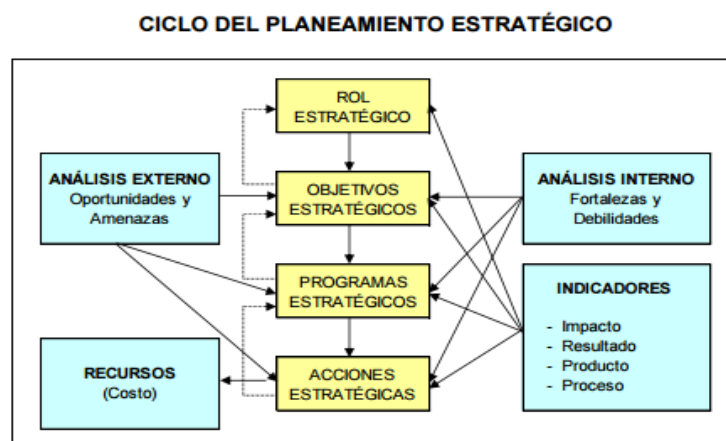 CICLO DEL PLANEAMIENTO ESTRATÉGICO
ROL
ESTRATÉGICO
ANÁLISIS EXTERNO
Oportunidades y
Amenazas
OBJETIVOS
ESTRATÉGICOS
ANÁLISIS INTERNO
Fortalezas y
Debilidades
PROGRAMAS
ESTRATÉGICOS
INDICADORES
- Impacto
- Resultado
- Producto
- Proceso
RECURSOS
(Costo)
ACCIONES
ESTRATÉGICAS